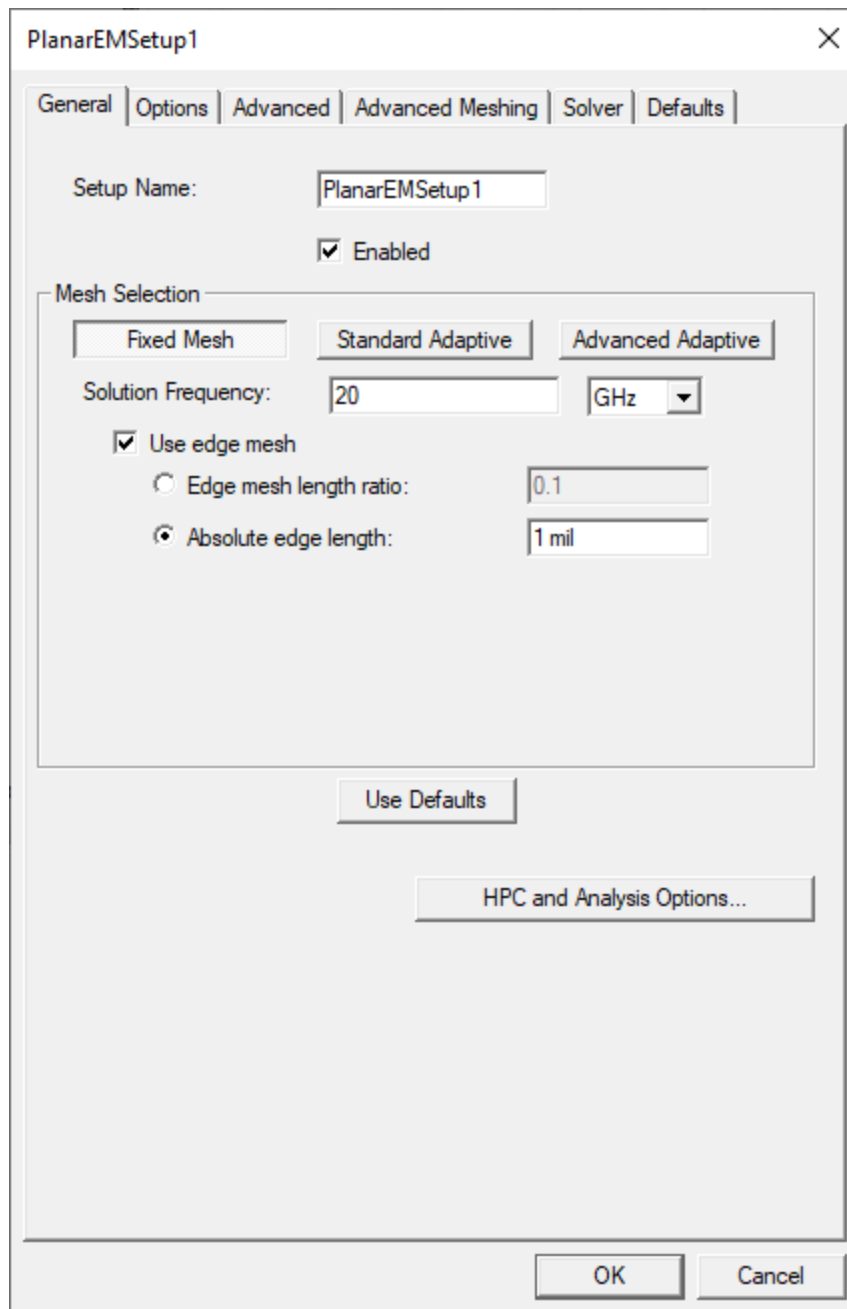 PlanarEMSetup1
General Options Advanced Advanced Meshing Solver Defaults
Setup Name: PlanarEMSetup1
Enabled
Mesh Selection
Fixed Mesh Standard Adaptive Advanced Adaptive
Solution Frequency: 20 GHz
Use edge mesh
Edge mesh length ratio: 0.1
Absolute edge length: 1 mil
Use Defaults
HPC and Analysis Options...
OK Cancel